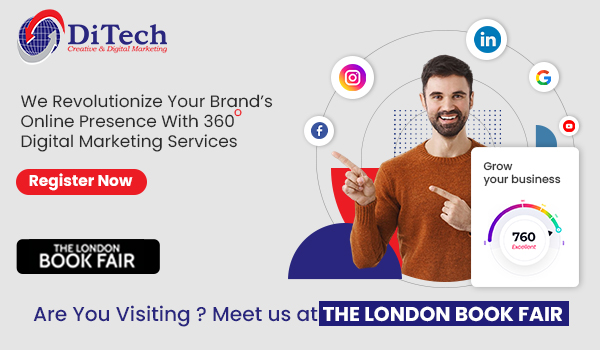 DiTech
Creative & Digital Marketing
We Revolutionize Your Brand's
Online Presence With 360°
Digital Marketing Services
Register Now
THE LONDON
BOOK FAIR
Grow
your business
760
Excellent
Are You Visiting ? Meet us at THE LONDON BOOK FAIR